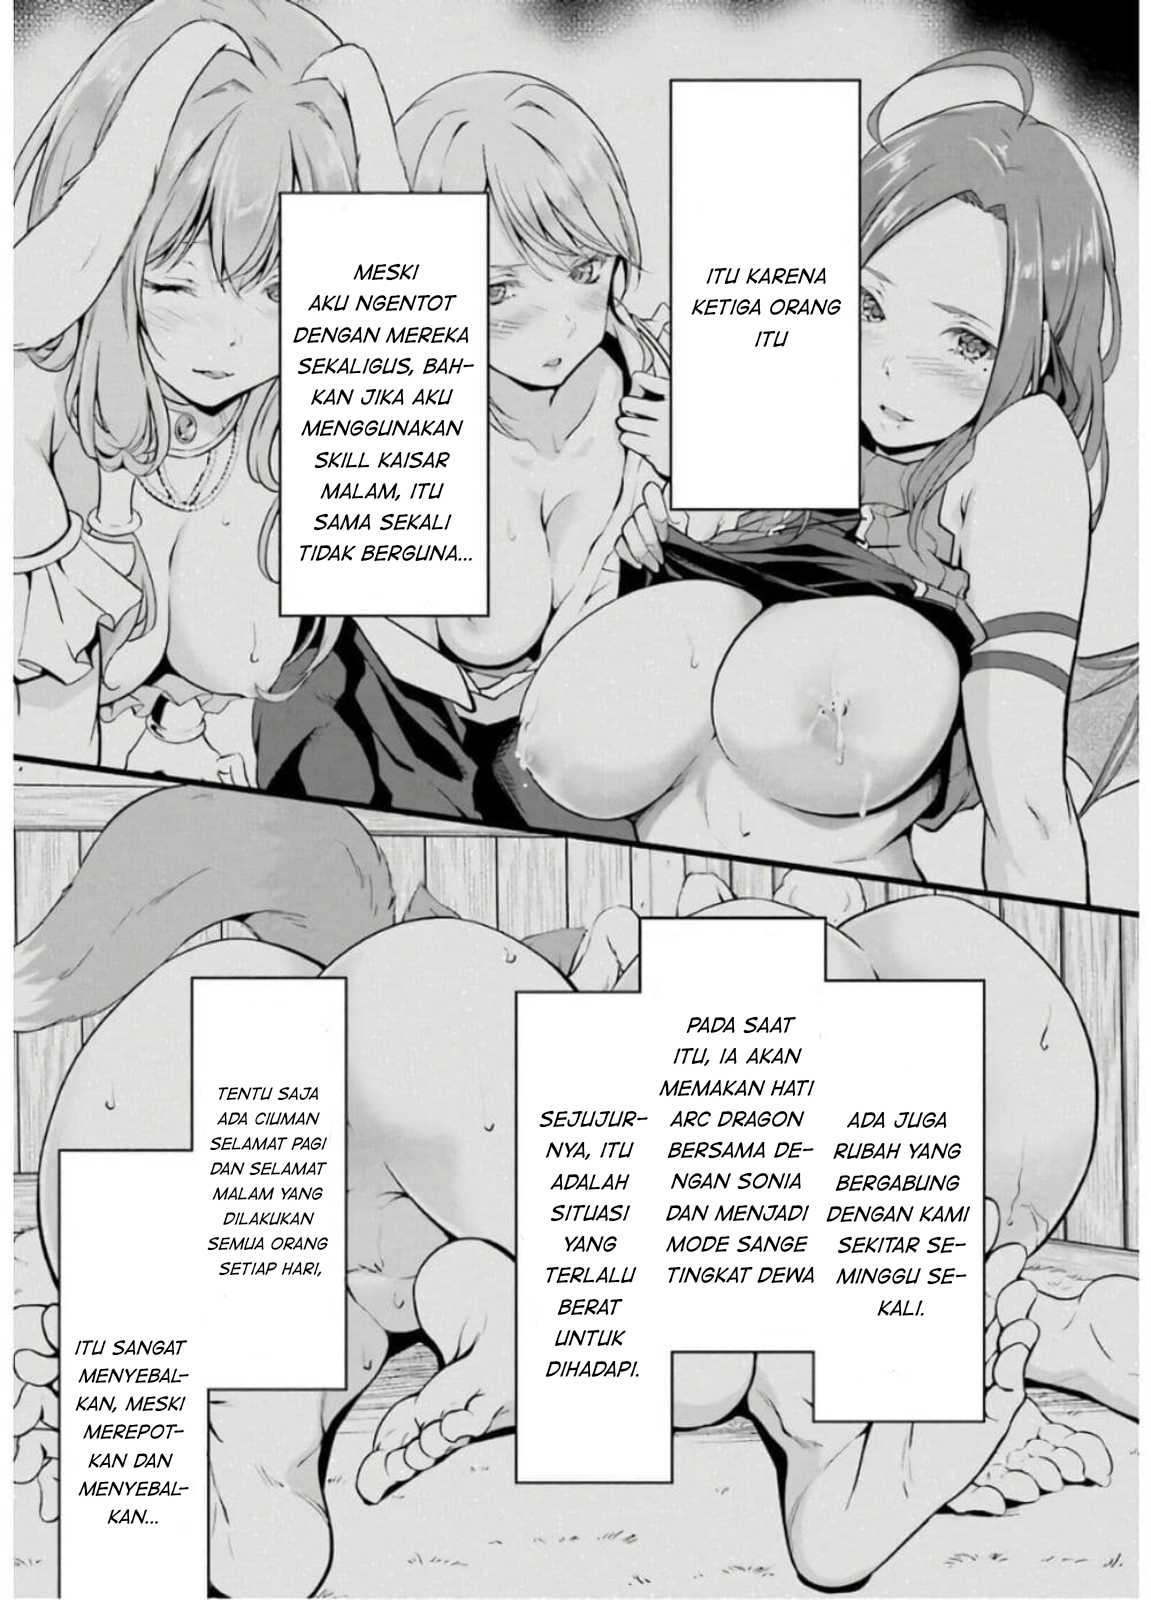 ITU KARENA
KETIGA ORANG
ITU
MESKI
AKU NGENTOT
DENGAN MEREKA
SEKALIGUS, BAH-
KAN JIKA AKU
MENGGUNAKAN
SKILL KAISAR
MALAM, ITU
SAMA SEKALI
TIDAK BERGUNA...
ADA JUGA
RUBAH YANG
BERGABUNG
DENGAN KAMI
SEKITAR SE-
MINGGU SE-
KALI.
PADA SAAT
ITU, IA AKAN
MEMAKAN HATI
ARC DRAGON
BERSAMA DE-
NGAN SONIA
DAN MENJADI
MODE SANGE
TINGKAT DEWA
SEJUJUR-
NYA, ITU
ADALAH
SITUASI
YANG
TERLALU
BERAT
UNTUK
DIHADAPI.
TENTU SAJA
ADA CIUMAN
SELAMAT PAGI
DAN SELAMAT
MALAM YANG
DILAKUKAN
SEMUA ORANG
SETIAP HARI,
ITU SANGAT
MENYEBAL-
KAN, MESKI
MEREPOT-
KAN DAN
MENYEBAL-
KAN...